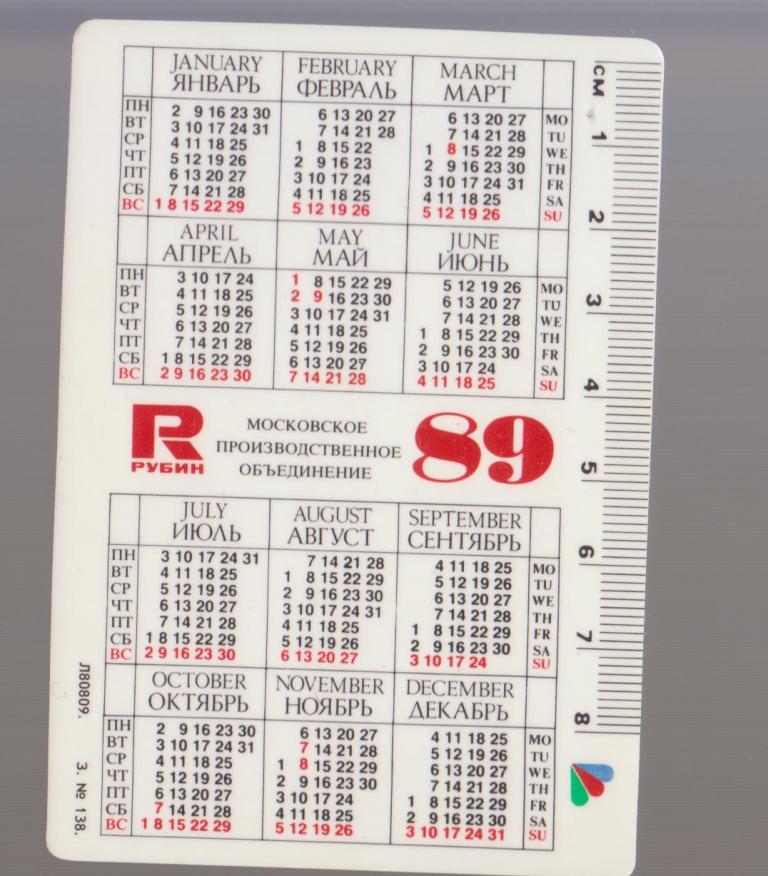 JANUARY FEBRUARY MARCH
ЯНВАРЬ ФЕВРАЛЬ МАРТ
ПН 2 9 16 23 30 6 13 20 27 6 13 20 27 MO
ВТ 3 10 17 24 31 7 14 21 28 7 14 21 28 TU
СР 4 11 18 25 1 8 15 22 1 8 15 22 29 WE
ЧТ 5 12 19 26 2 9 16 23 2 9 16 23 30 TH
ПТ 6 13 20 27 3 10 17 24 3 10 17 24 31 FR
СБ 7 14 21 28 4 11 18 25 4 11 18 25 SA
ВС 1 8 15 22 29 5 12 19 26 5 12 19 26 SU
APRIL MAY JUNE
АПРЕЛЬ МАЙ ИЮНЬ
ПН 3 10 17 24 1 8 15 22 29 5 12 19 26 MO
ВТ 4 11 18 25 2 9 16 23 30 6 13 20 27 TU
СР 5 12 19 26 3 10 17 24 31 7 14 21 28 WE
ЧТ 6 13 20 27 4 11 18 25 1 8 15 22 29 TH
ПТ 7 14 21 28 5 12 19 26 2 9 16 23 30 FR
СБ 1 8 15 22 29 6 13 20 27 3 10 17 24 SA
ВС 2 9 16 23 30 7 14 21 28 4 11 18 25 SU
РУБИН
МОСКОВСКОЕ
ПРОИЗВОДСТВЕННОЕ
ОБЪЕДИНЕНИЕ
89
JULY AUGUST SEPTEMBER
ИЮЛЬ АВГУСТ СЕНТЯБРЬ
ПН 3 10 17 24 31 7 14 21 28 4 11 18 25 MO
ВТ 4 11 18 25 1 8 15 22 29 5 12 19 26 TU
СР 5 12 19 26 2 9 16 23 30 6 13 20 27 WE
ЧТ 6 13 20 27 3 10 17 24 31 7 14 21 28 TH
ПТ 7 14 21 28 4 11 18 25 1 8 15 22 29 FR
СБ 1 8 15 22 29 5 12 19 26 2 9 16 23 30 SA
ВС 2 9 16 23 30 6 13 20 27 3 10 17 24 SU
OCTOBER NOVEMBER DECEMBER
ОКТЯБРЬ НОЯБРЬ ДЕКАБРЬ
ПН 2 9 16 23 30 6 13 20 27 4 11 18 25 MO
ВТ 3 10 17 24 31 7 14 21 28 5 12 19 26 TU
СР 4 11 18 25 1 8 15 22 29 6 13 20 27 WE
ЧТ 5 12 19 26 2 9 16 23 30 7 14 21 28 TH
ПТ 6 13 20 27 3 10 17 24 1 8 15 22 29 FR
СБ 7 14 21 28 4 11 18 25 2 9 16 23 30 SA
ВС 1 8 15 22 29 5 12 19 26 3 10 17 24 31 SU
см 1 2 3 4 5 6 7 8
Л80809. З. № 138.